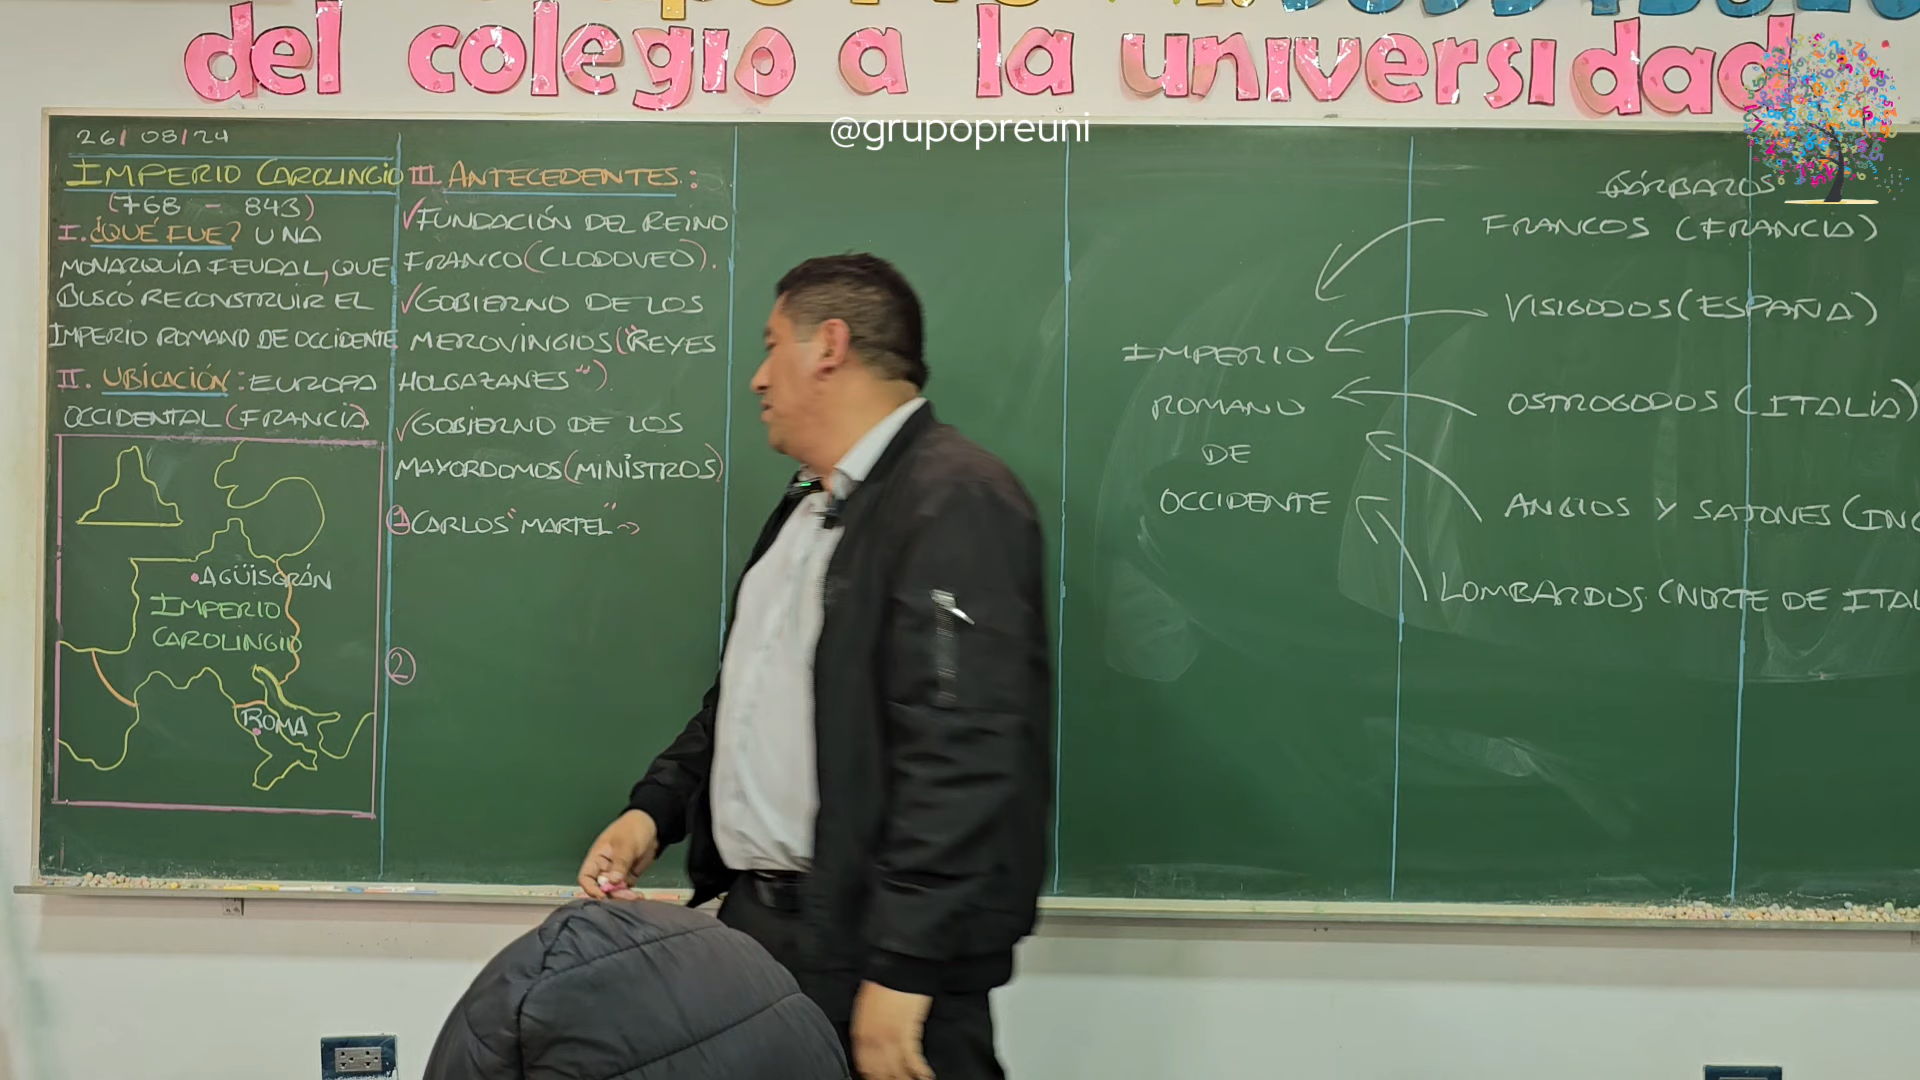 del colegio a la universidad
@grupopreuni
26/08/24
IMPERIO CAROLINGIO
(768 - 843)
I. ¿QUÉ FUE? UNA
MONARQUÍA FEUDAL, QUE
BUSCÓ RECONSTRUIR EL
IMPERIO ROMANO DE OCCIDENTE
II. UBICACIÓN: EUROPA
OCCIDENTAL (FRANCIA)
AGÜISGRÁN
IMPERIO
CAROLINGIO
ROMA
III. ANTECEDENTES:
✓FUNDACIÓN DEL REINO
FRANCO (CLODOVEO).
✓GOBIERNO DE LOS
MEROVINGIOS ("REYES
HOLGAZANES").
✓GOBIERNO DE LOS
MAYORDOMOS (MINISTROS)
① CARLOS "MARTEL" →
②
IMPERIO
ROMANO
DE
OCCIDENTE
BÁRBAROS
FRANCOS (FRANCIA)
VISIGODOS (ESPAÑA)
OSTROGODOS (ITALIA)
ANGLOS Y SAJONES (ING
LOMBARDOS (NORTE DE ITAL